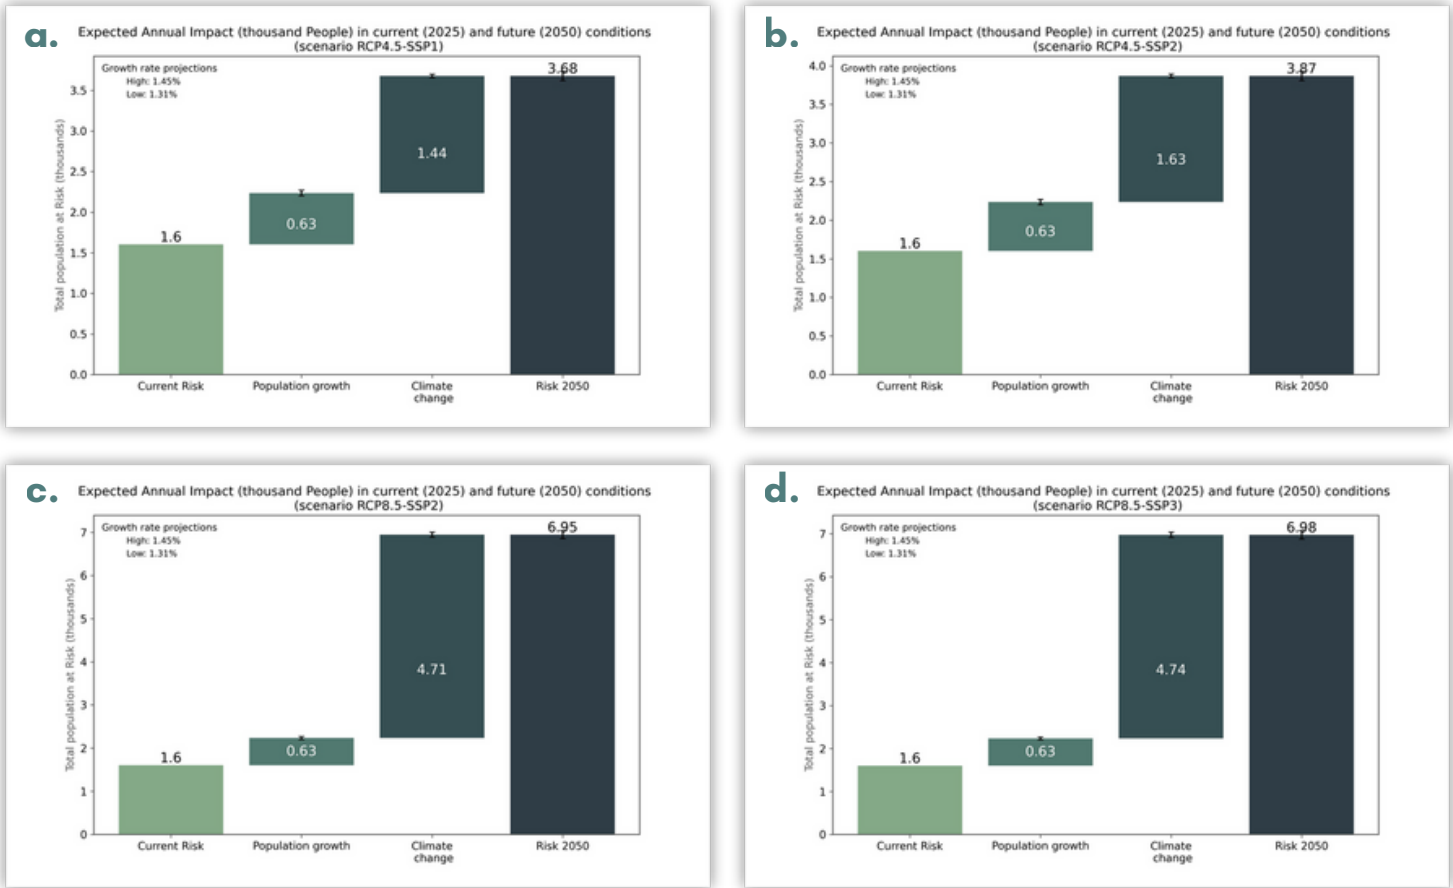 a.
Expected Annual Impact (thousand People) in current (2025) and future (2050) conditions
(scenario RCP4.5-SSP1)
Growth rate projections
High: 1.45%
Low: 1.31%
Total population at Risk (thousands)
3.5
3.0
2.5
2.0
1.5
1.0
0.5
0.0
1.6
0.63
1.44
3.68
Current Risk
Population growth
Climate
change
Risk 2050
b.
Expected Annual Impact (thousand People) in current (2025) and future (2050) conditions
(scenario RCP4.5-SSP2)
Growth rate projections
High: 1.45%
Low: 1.31%
Total population at Risk (thousands)
4.0
3.5
3.0
2.5
2.0
1.5
1.0
0.5
0.0
1.6
0.63
1.63
3.87
Current Risk
Population growth
Climate
change
Risk 2050
c.
Expected Annual Impact (thousand People) in current (2025) and future (2050) conditions
(scenario RCP8.5-SSP2)
Growth rate projections
High: 1.45%
Low: 1.31%
Total population at Risk (thousands)
7
6
5
4
3
2
1
0
1.6
0.63
4.71
6.95
Current Risk
Population growth
Climate
change
Risk 2050
d.
Expected Annual Impact (thousand People) in current (2025) and future (2050) conditions
(scenario RCP8.5-SSP3)
Growth rate projections
High: 1.45%
Low: 1.31%
Total population at Risk (thousands)
7
6
5
4
3
2
1
0
1.6
0.63
4.74
6.98
Current Risk
Population growth
Climate
change
Risk 2050